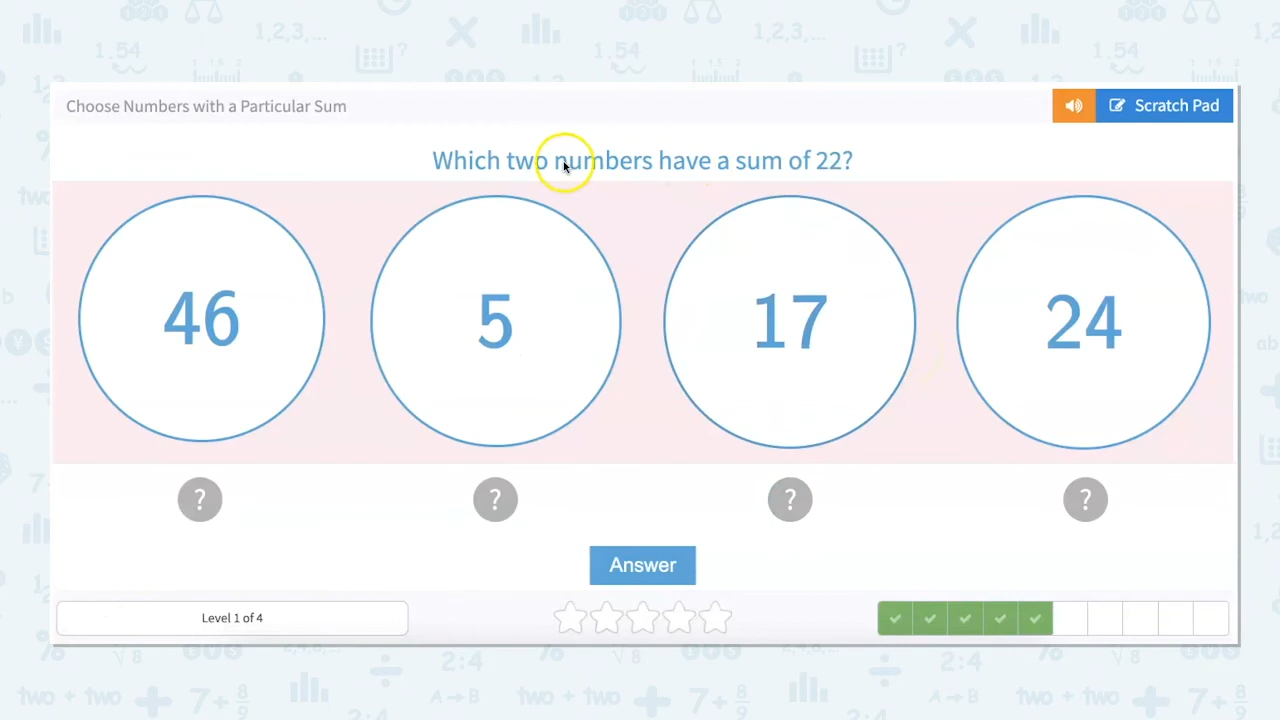 Choose Numbers with a Particular Sum
Scratch Pad
Which two numbers have a sum of 22?
46 5 17 24
? ? ? ?
Answer
Level 1 of 4